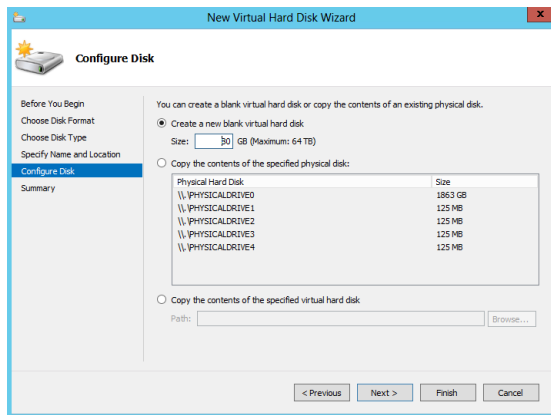 New Virtual Hard Disk Wizard
x
Configure Disk
Before You Begin
Choose Disk Format
Choose Disk Type
Specify Name and Location
Configure Disk
Summary
You can create a blank virtual hard disk or copy the contents of an existing physical disk.
Create a new blank virtual hard disk
Size: 80 GB (Maximum: 64 TB)
Copy the contents of the specified physical disk:
Physical Hard Disk Size
\\.\PHYSICALDRIVE0 1863 GB
\\.\PHYSICALDRIVE1 125 MB
\\.\PHYSICALDRIVE2 125 MB
\\.\PHYSICALDRIVE3 125 MB
\\.\PHYSICALDRIVE4 125 MB
Copy the contents of the specified virtual hard disk
Path: Browse...
< Previous Next > Finish Cancel